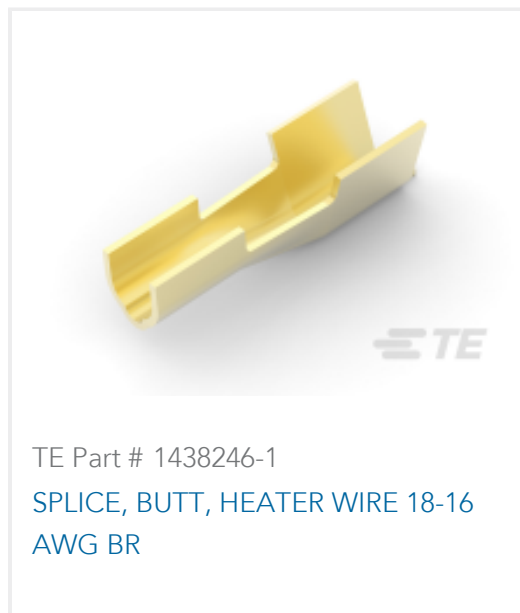 TE
TE Part # 1438246-1
SPLICE, BUTT, HEATER WIRE 18-16
AWG BR